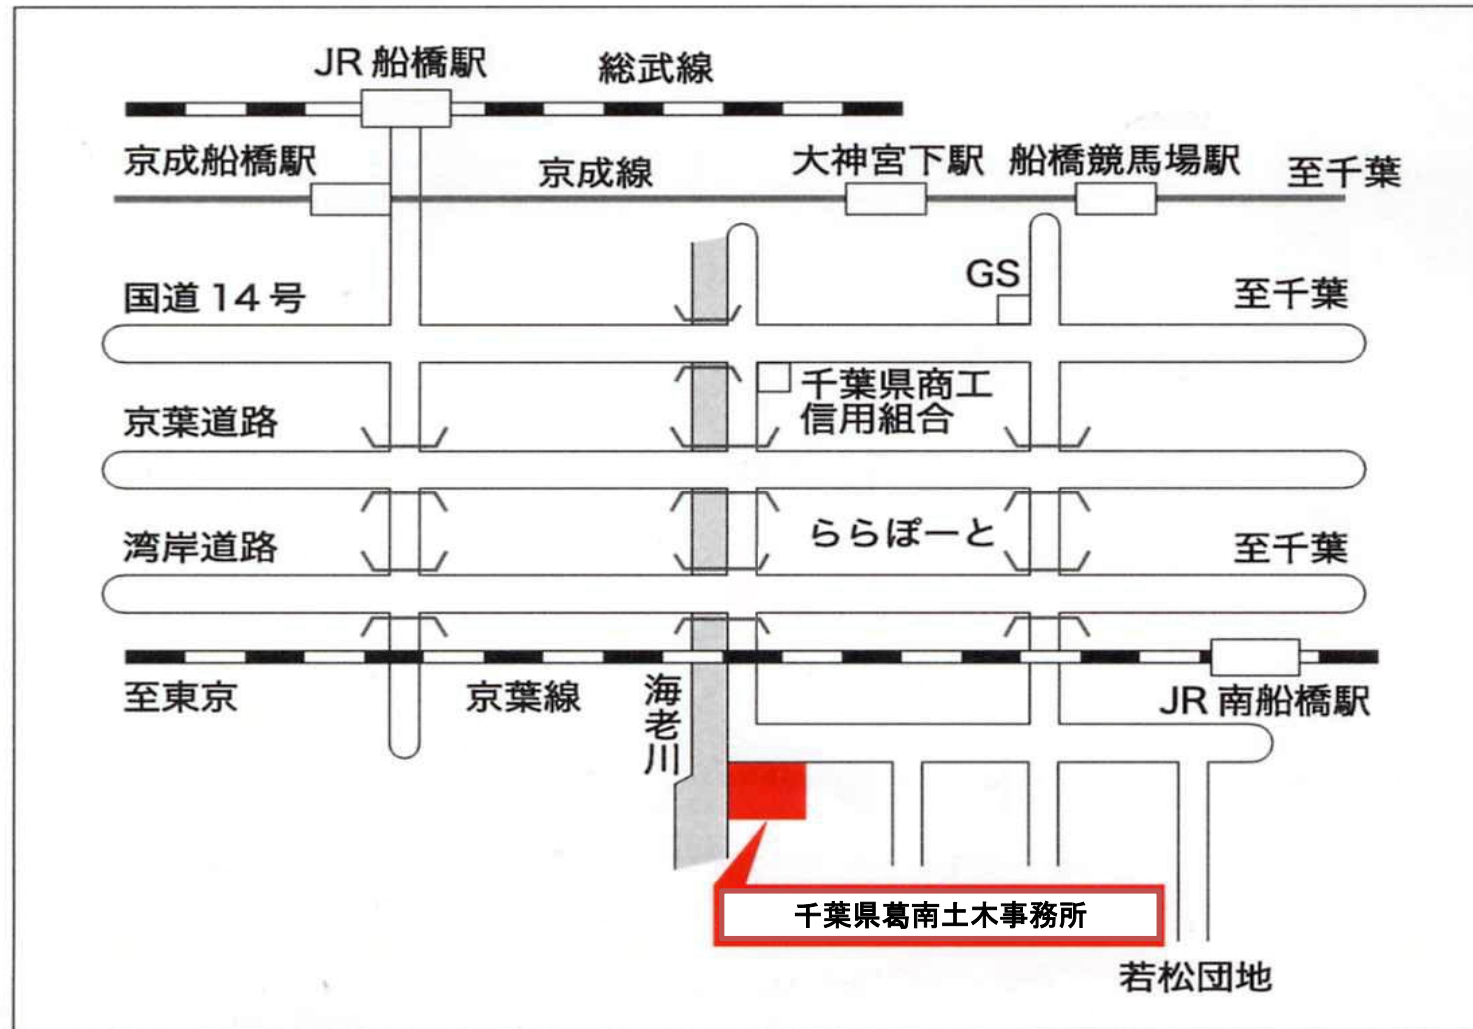 JR 船橋駅
総武線
京成船橋駅
京成線
大神宮下駅
船橋競馬場駅
至千葉
国道 14 号
GS
至千葉
千葉県商工
信用組合
京葉道路
ららぽーと
湾岸道路
至千葉
至東京
京葉線
海老川
JR 南船橋駅
千葉県葛南土木事務所
若松団地